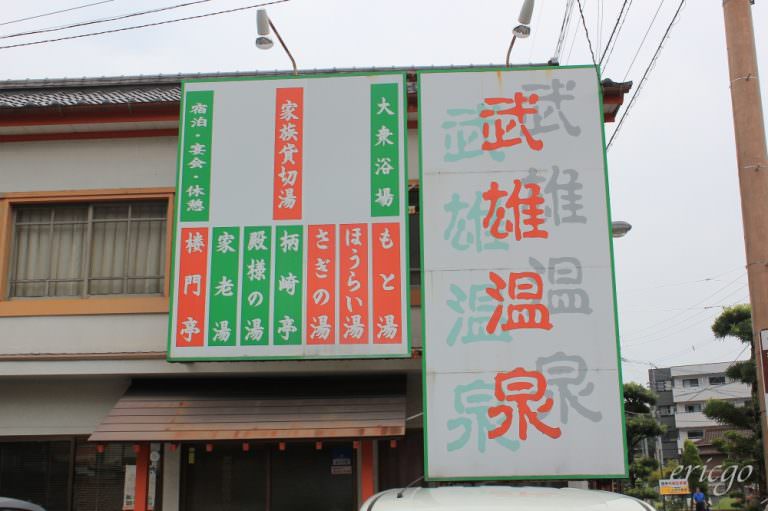 武雄温泉
大衆浴場
家族貸切湯
宿泊・宴会・休憩
もと湯
ほうらい湯
さぎの湯
柄崎亭
殿様の湯
家老湯
楼門亭
ericgo